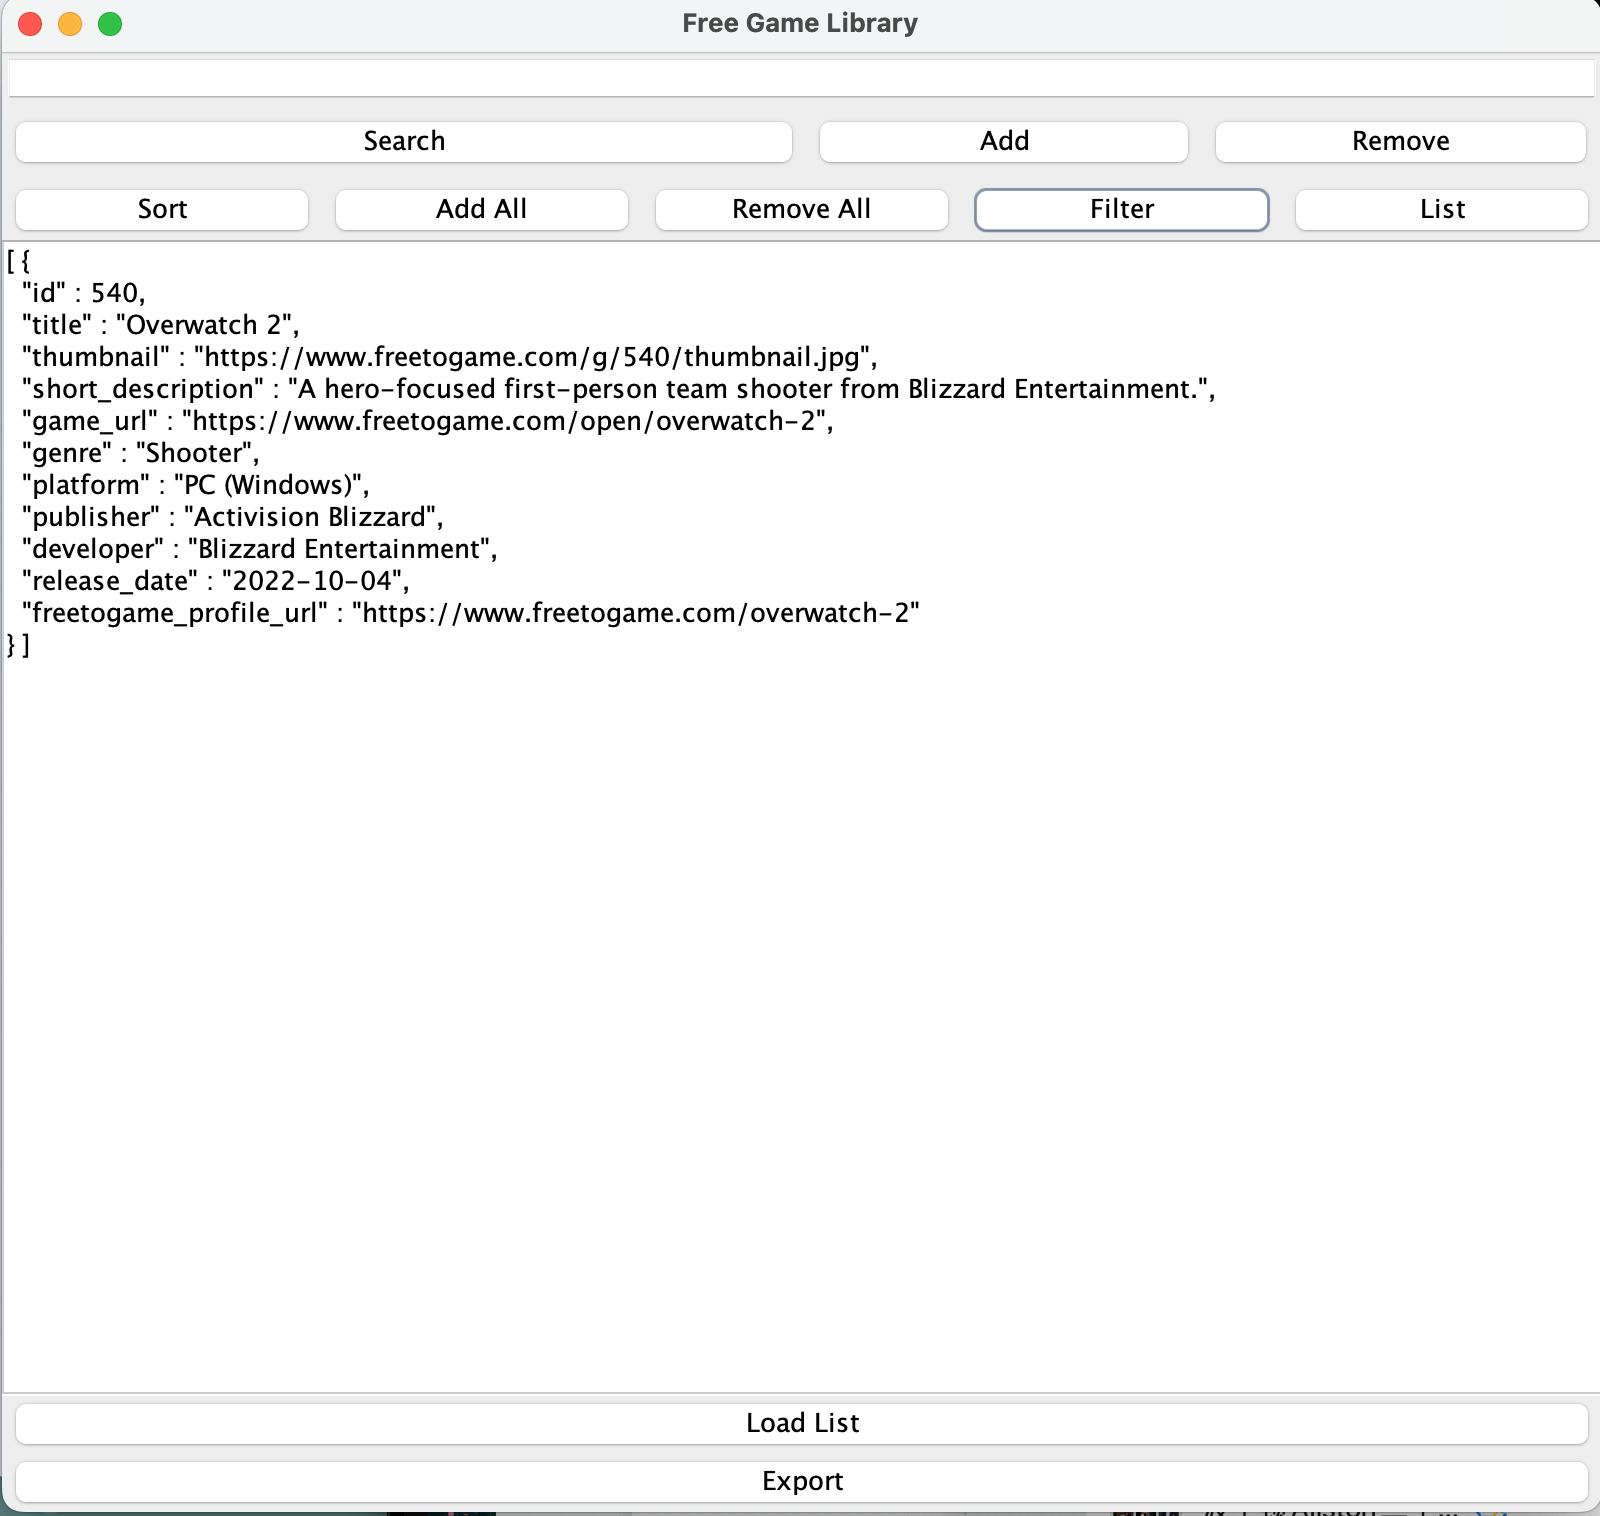 Free Game Library
Search Add Remove
Sort Add All Remove All Filter List
[ {
"id" : 540,
"title" : "Overwatch 2",
"thumbnail" : "https://www.freetogame.com/g/540/thumbnail.jpg",
"short_description" : "A hero-focused first-person team shooter from Blizzard Entertainment.",
"game_url" : "https://www.freetogame.com/open/overwatch-2",
"genre" : "Shooter",
"platform" : "PC (Windows)",
"publisher" : "Activision Blizzard",
"developer" : "Blizzard Entertainment",
"release_date" : "2022-10-04",
"freetogame_profile_url" : "https://www.freetogame.com/overwatch-2"
} ]
Load List
Export